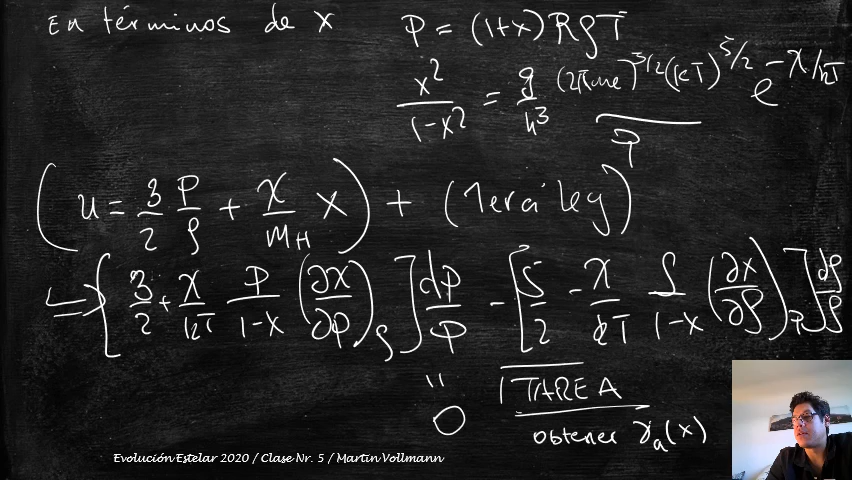 En términos de x
P = (1+x) RρT
x²/(1-x²) = g/h³ (2πme)^3/2 (kT)^5/2 / P e^-χ/kT
(u = 3/2 P/ρ + χ/m_H x) + (1era ley)
↳ [3/2 + χ/kT P/1-x (∂x/∂P)_ρ] dP/P - [5/2 - χ/kT ρ/1-x (∂x/∂ρ)_P] dρ/ρ
" 0
TAREA
obtener γ_a(x)
Evolución Estelar 2020 / Clase Nr. 5 / Martin Vollmann